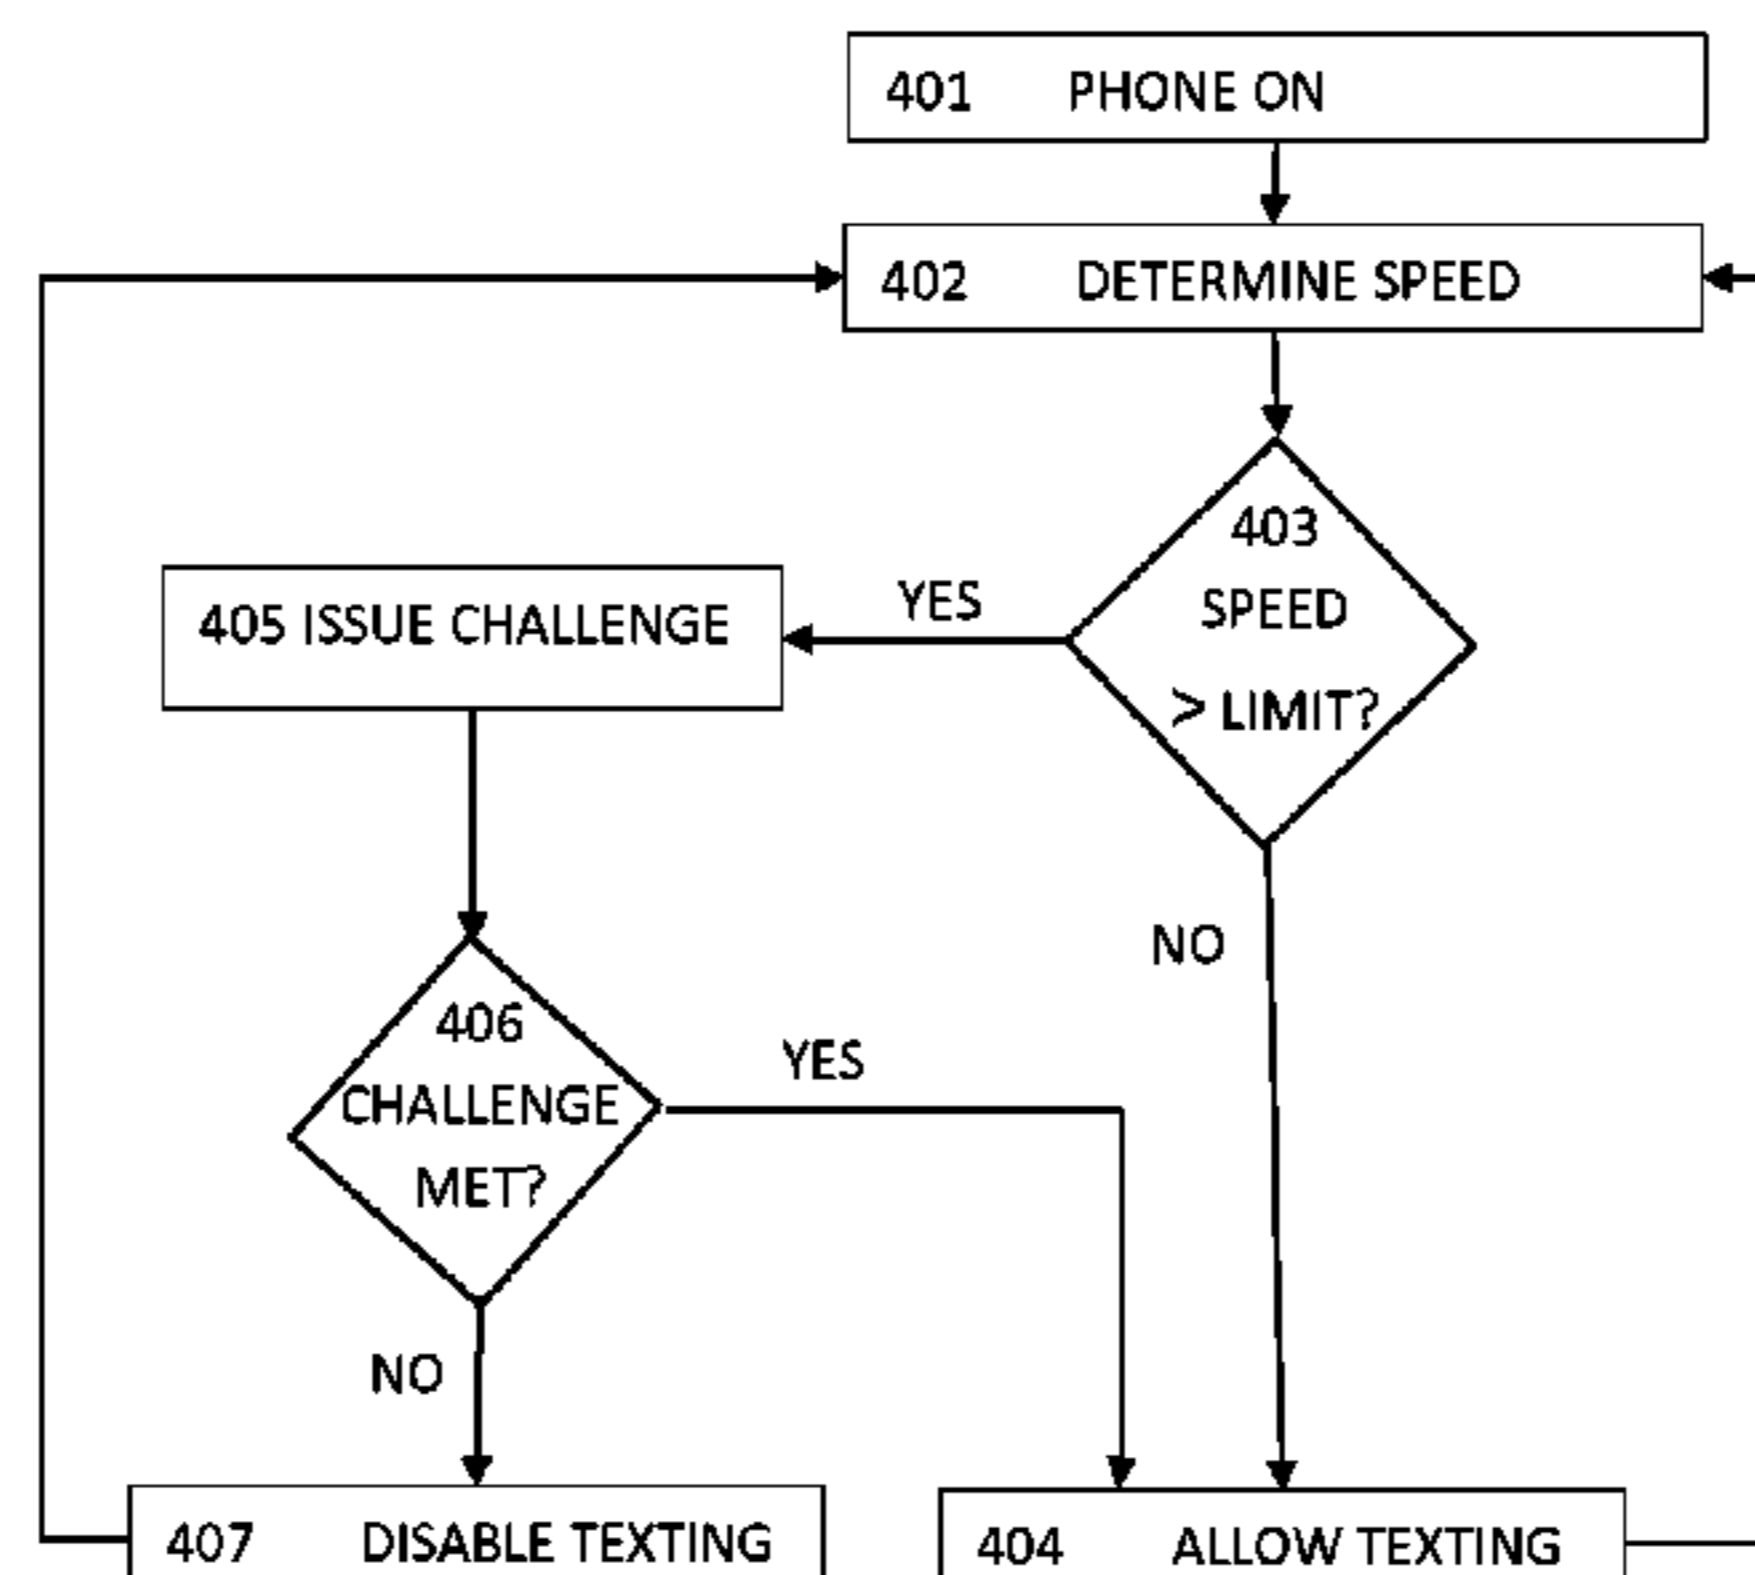 401 PHONE ON
402 DETERMINE SPEED
403
SPEED
> LIMIT?
YES
405 ISSUE CHALLENGE
NO
406
CHALLENGE
MET?
YES
NO
407 DISABLE TEXTING
404 ALLOW TEXTING